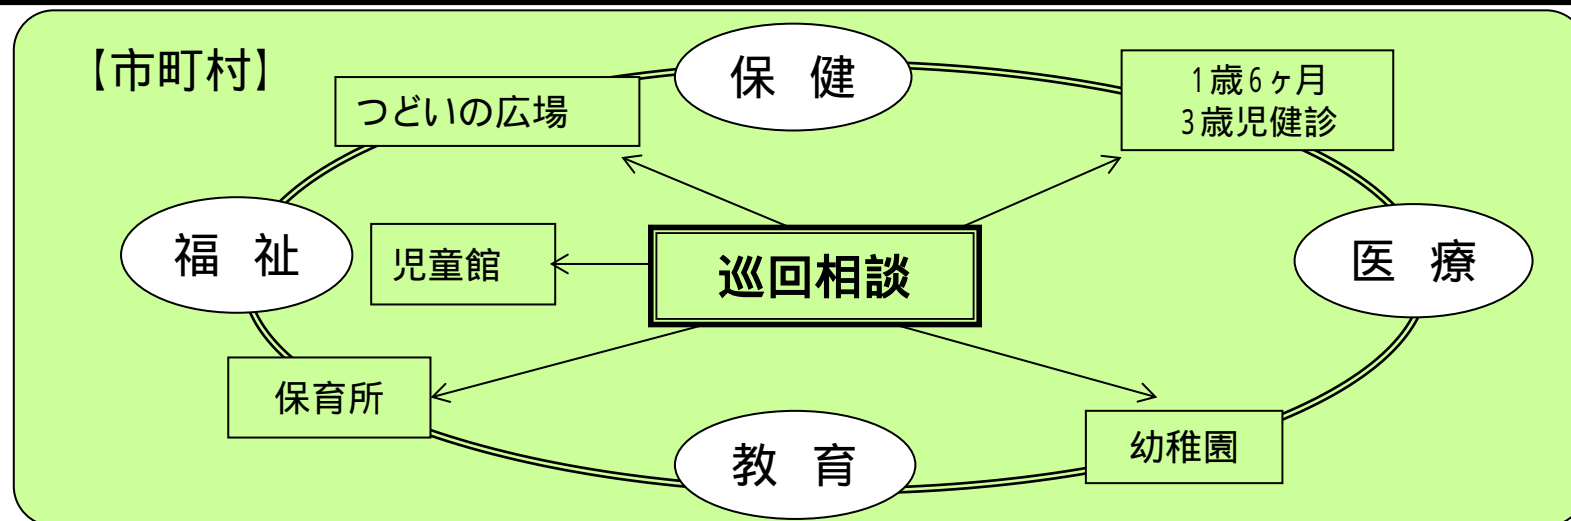 【市町村】
保 健
1歳6ヶ月
3歳児健診
つどいの広場
福 祉
児童館
巡回相談
医 療
保育所
教 育
幼稚園